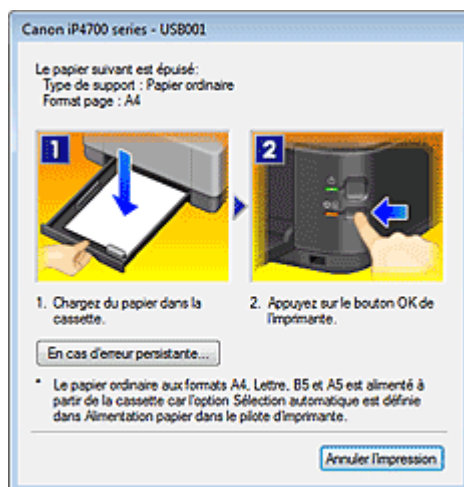 Canon iP4700 series - USB001
Le papier suivant est épuisé:
Type de support : Papier ordinaire
Format page : A4
1
2
1. Chargez du papier dans la
cassette.
2. Appuyez sur le bouton OK de
l'imprimante.
En cas d'erreur persistante...
* Le papier ordinaire aux formats A4, Lettre, B5 et A5 est alimenté à
partir de la cassette car l'option Sélection automatique est définie
dans Alimentation papier dans le pilote d'imprimante.
Annuler l'impression